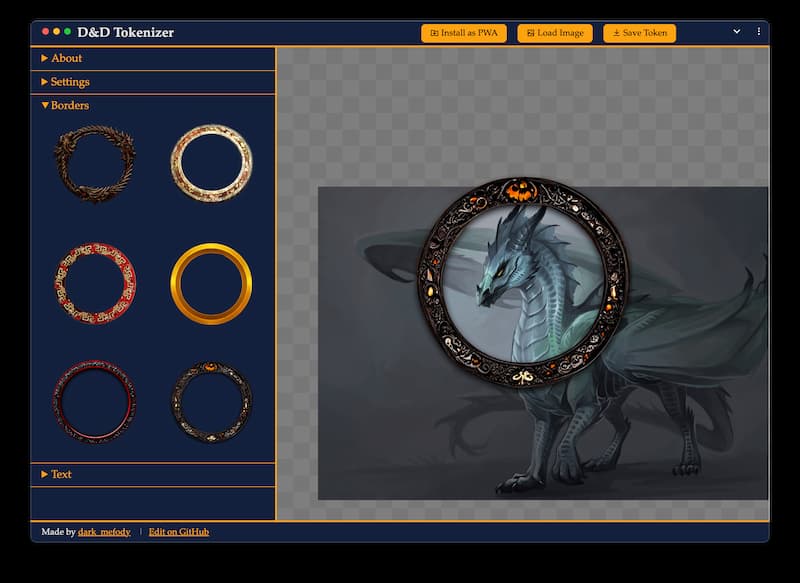 D&D Tokenizer
Install as PWA
Load Image
Save Token
About
Settings
Borders
Text
Made by dark_mefody | Edit on GitHub